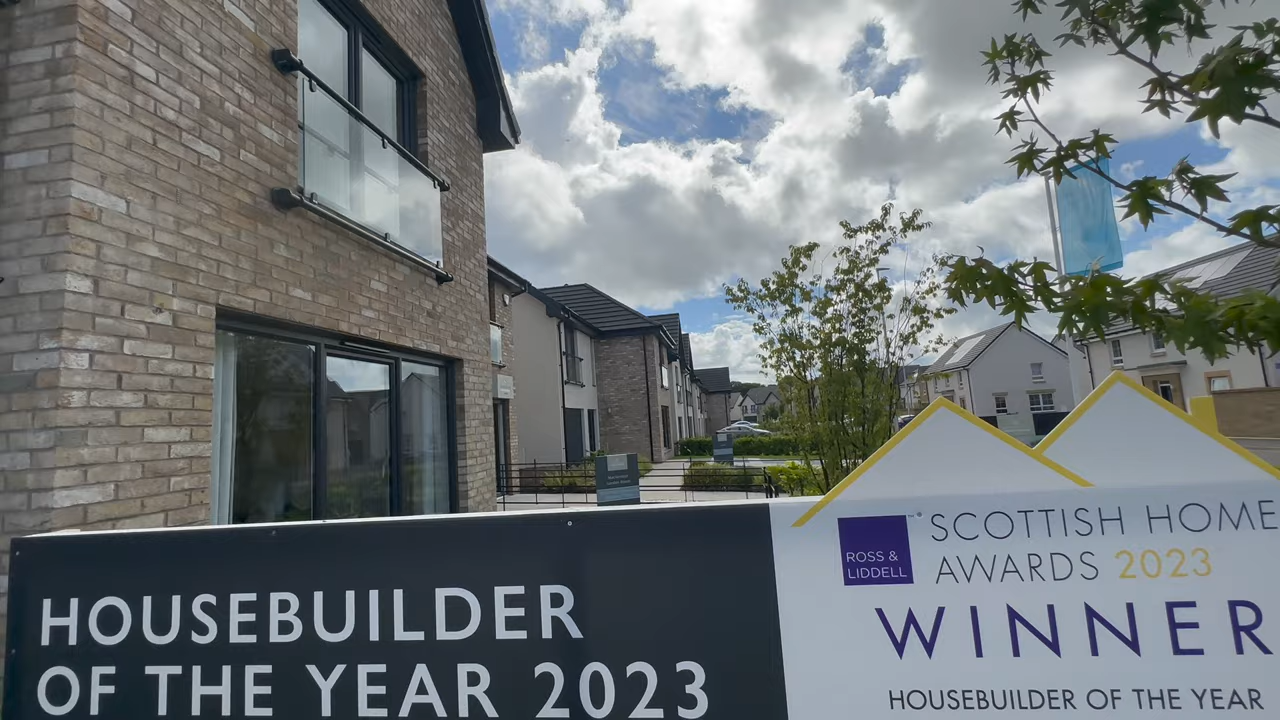 HOUSEBUILDER
OF THE YEAR 2023
ROSS &
LIDDELL
SCOTTISH HOME
AWARDS 2023
WINNER
HOUSEBUILDER OF THE YEAR